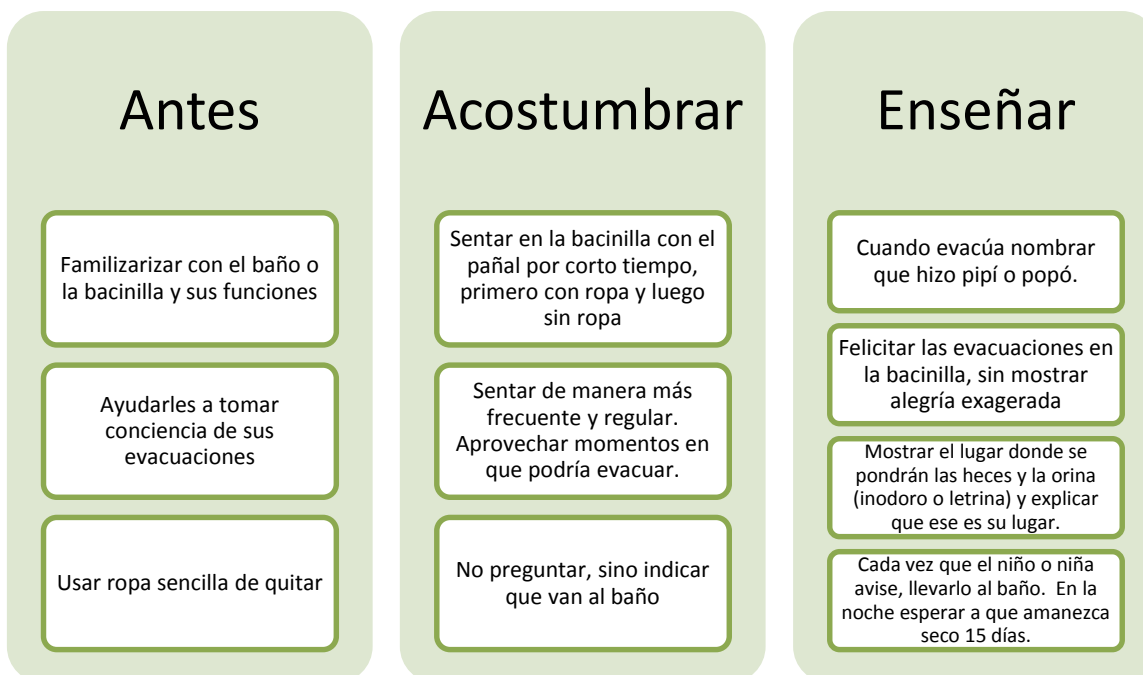 Antes
Familizarizar con el baño o
la bacinilla y sus funciones
Ayudarles a tomar
conciencia de sus
evacuaciones
Usar ropa sencilla de quitar
Acostumbrar
Sentar en la bacinilla con el
pañal por corto tiempo,
primero con ropa y luego
sin ropa
Sentar de manera más
frecuente y regular.
Aprovechar momentos en
que podría evacuar.
No preguntar, sino indicar
que van al baño
Enseñar
Cuando evacúa nombrar
que hizo pipí o popó.
Felicitar las evacuaciones en
la bacinilla, sin mostrar
alegría exagerada
Mostrar el lugar donde se
pondrán las heces y la orina
(inodoro o letrina) y explicar
que ese es su lugar.
Cada vez que el niño o niña
avise, llevarlo al baño.  En la
noche esperar a que amanezca
seco 15 días.